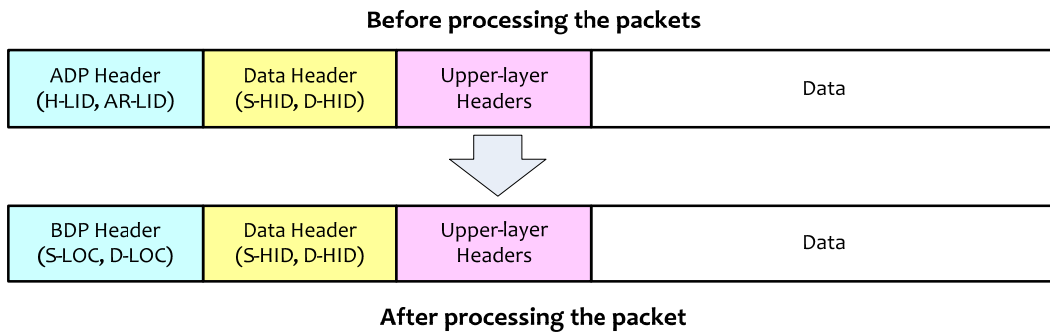 Before processing the packets
ADP Header
(H-LID, AR-LID)
Data Header
(S-HID, D-HID)
Upper-layer
Headers
Data
BDP Header
(S-LOC, D-LOC)
Data Header
(S-HID, D-HID)
Upper-layer
Headers
Data
After processing the packet